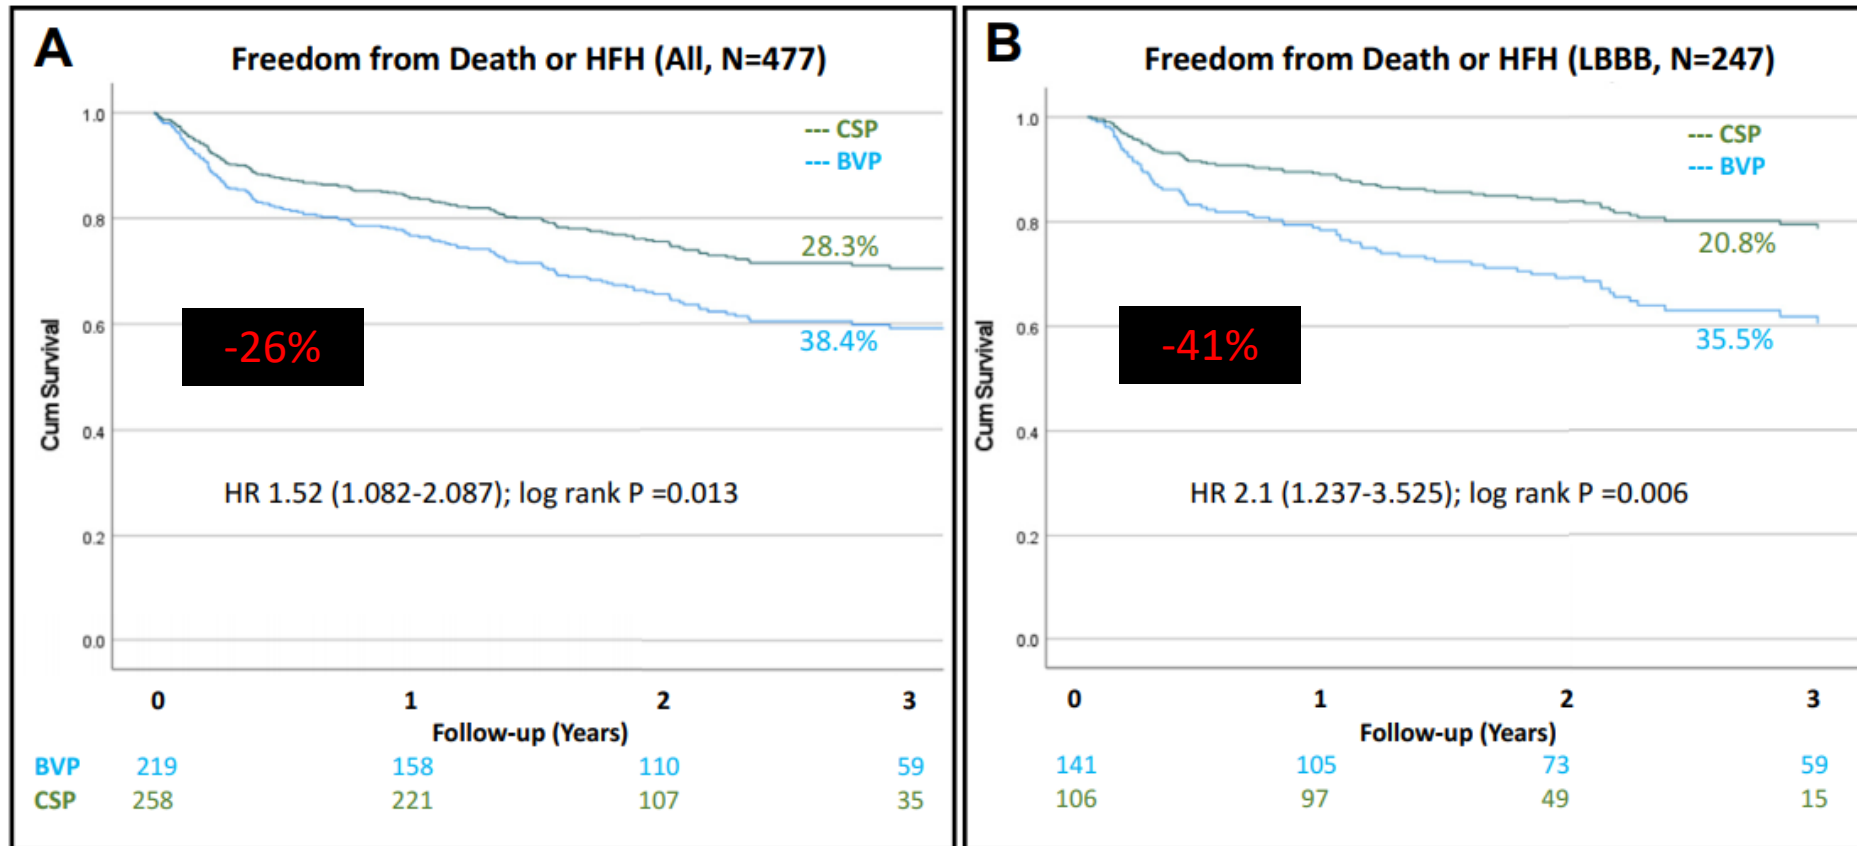 A
Freedom from Death or HFH (All, N=477)
--- CSP
--- BVP
1.0
0.8
0.6
0.4
0.2
0.0
Cum Survival
28.3%
38.4%
-26%
HR 1.52 (1.082-2.087); log rank P =0.013
0 1 2 3
Follow-up (Years)
BVP 219 158 110 59
CSP 258 221 107 35
B
Freedom from Death or HFH (LBBB, N=247)
--- CSP
--- BVP
1.0
0.8
0.6
0.4
0.2
0.0
Cum Survival
20.8%
35.5%
-41%
HR 2.1 (1.237-3.525); log rank P =0.006
0 1 2 3
Follow-up (Years)
141 105 73 59
106 97 49 15